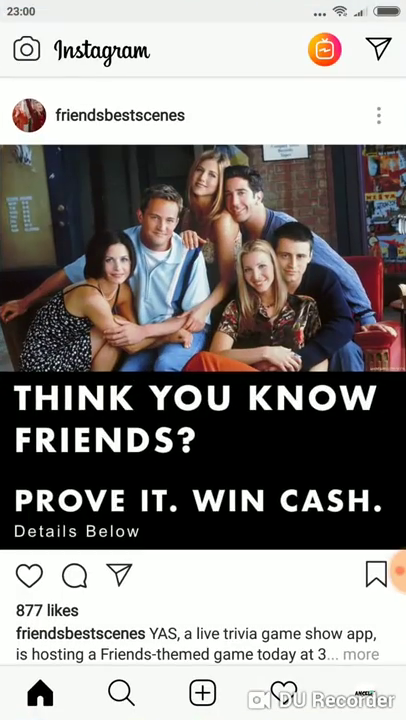 23:00
Instagram
friendsbestscenes
THINK YOU KNOW
FRIENDS?
PROVE IT. WIN CASH.
Details Below
877 likes
friendsbestscenes YAS, a live trivia game show app,
is hosting a Friends-themed game today at 3... more
DU Recorder